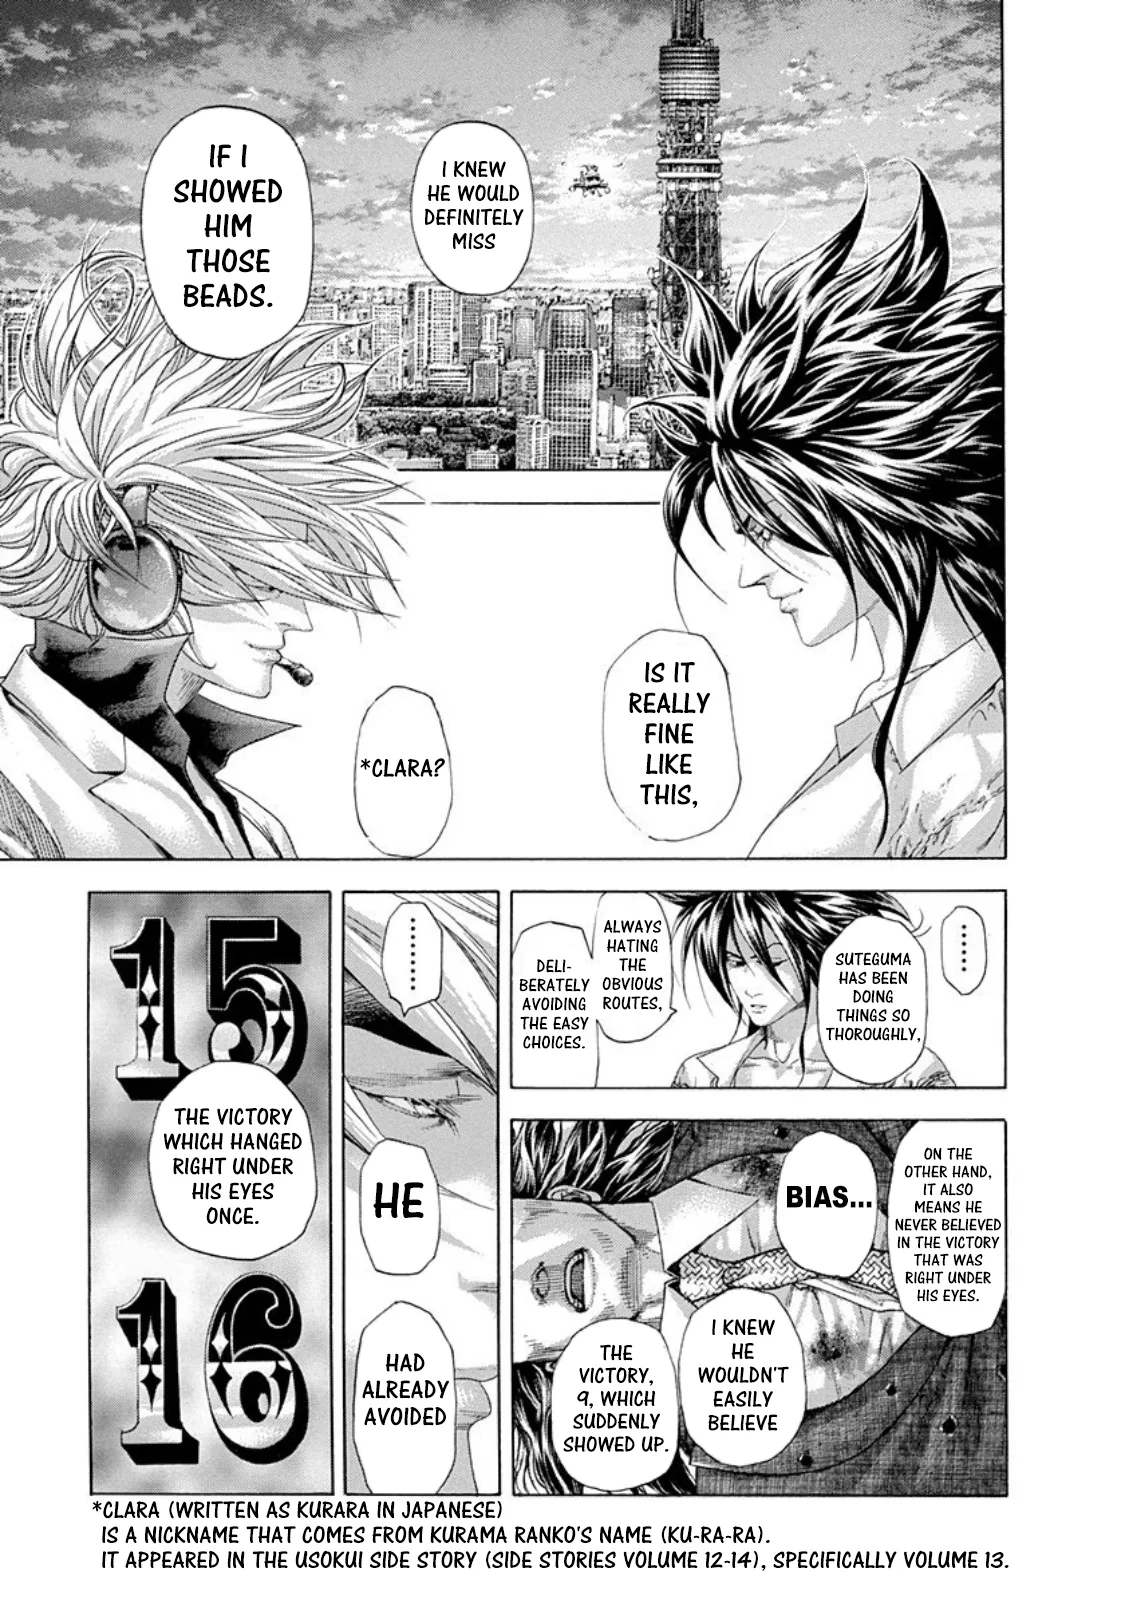 I KNEW
HE WOULD
DEFINITELY
MISS
IF I
SHOWED
HIM
THOSE
BEADS.
IS IT
REALLY
FINE
LIKE
THIS,
*CLARA?
......
SUTEGUMA
HAS BEEN
DOING
THINGS SO
THOROUGHLY,
ALWAYS
HATING
THE
OBVIOUS
ROUTES,
DELI-
BERATELY
AVOIDING
THE EASY
CHOICES.
ON THE
OTHER HAND,
IT ALSO
MEANS HE
NEVER BELIEVED
IN THE VICTORY
THAT WAS
RIGHT UNDER
HIS EYES.
BIAS...
I KNEW
HE
WOULDN'T
EASILY
BELIEVE
THE
VICTORY,
9, WHICH
SUDDENLY
SHOWED UP.
........
HE
HAD
ALREADY
AVOIDED
15
THE VICTORY
WHICH HANGED
RIGHT UNDER
HIS EYES
ONCE.
16
*CLARA (WRITTEN AS KURARA IN JAPANESE)
IS A NICKNAME THAT COMES FROM KURAMA RANKO'S NAME (KU-RA-RA).
IT APPEARED IN THE USOKUI SIDE STORY (SIDE STORIES VOLUME 12-14), SPECIFICALLY VOLUME 13.